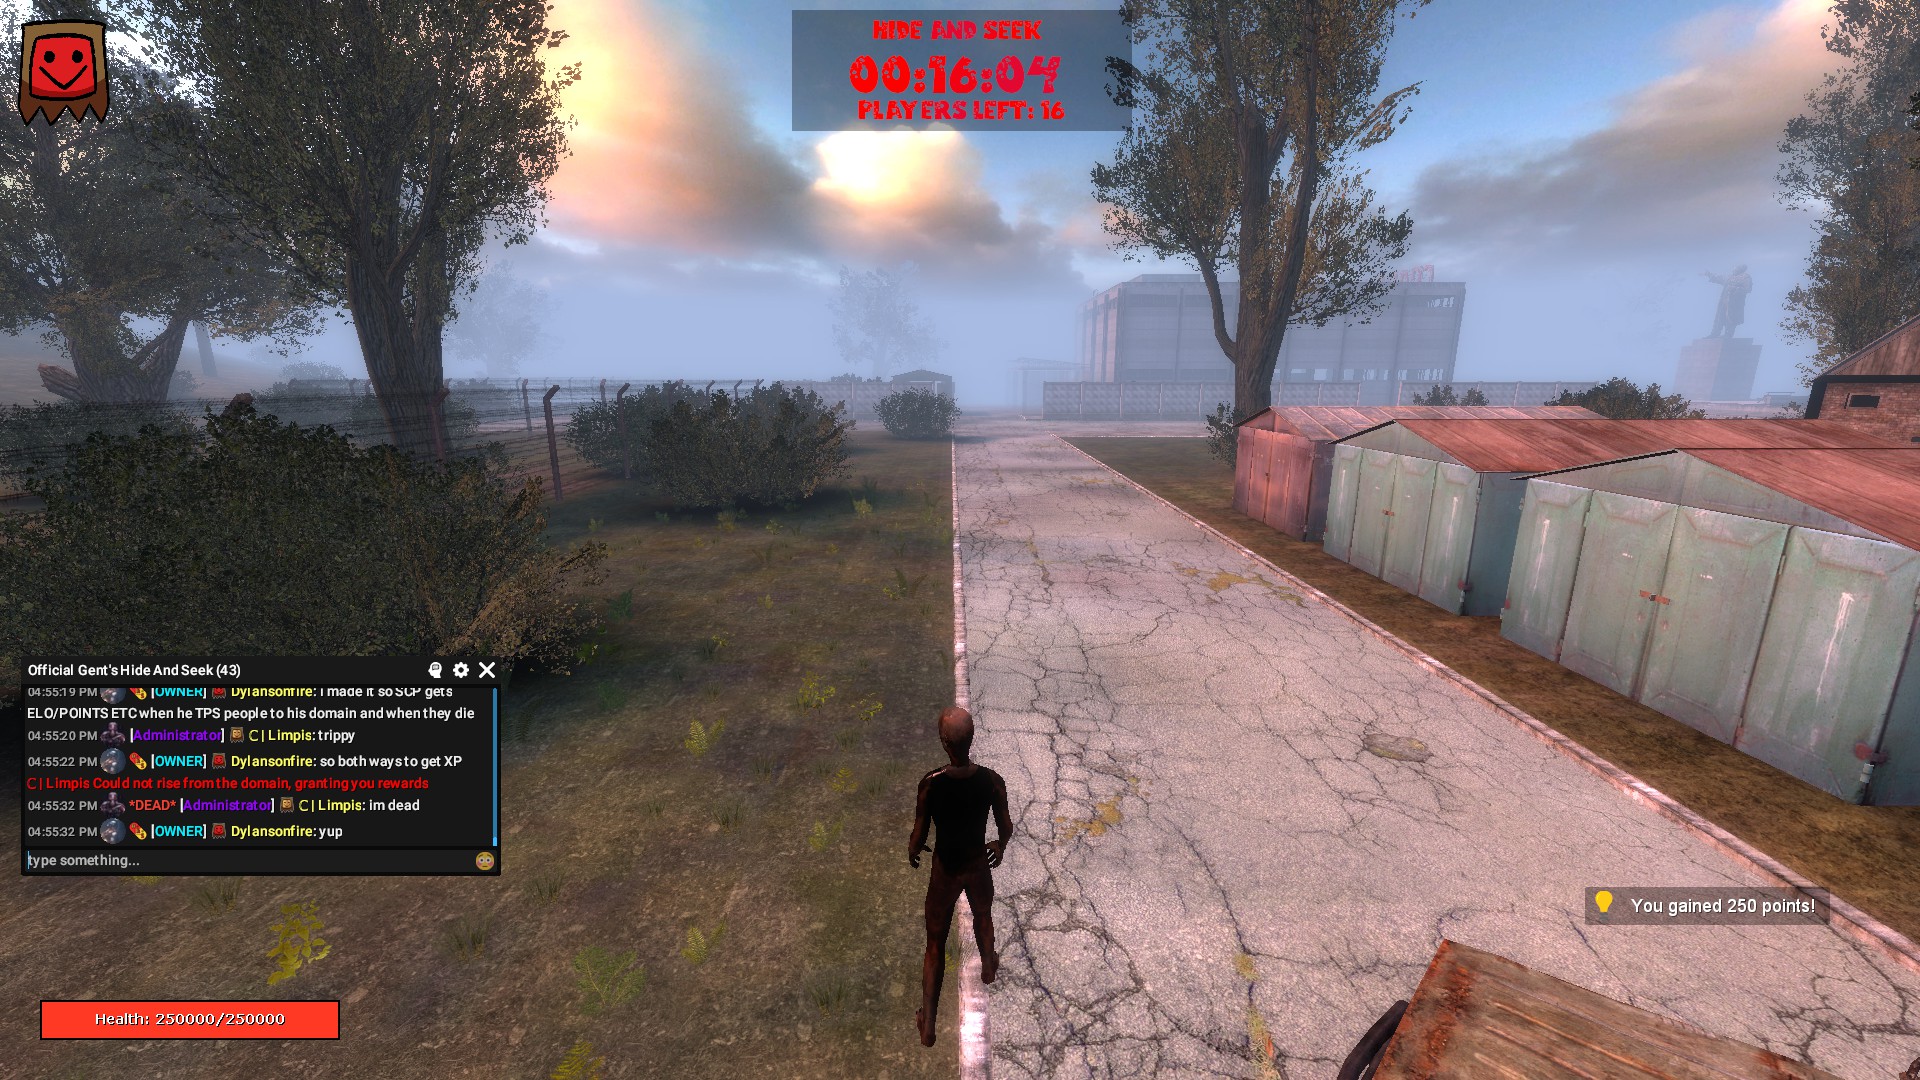 HIDE AND SEEK
00:16:04
PLAYERS LEFT: 16
Official Gent's Hide And Seek (43)
04:55:19 PM [OWNER] Dylansonfire: I made it so SCP gets
ELO/POINTS ETC when he TPS people to his domain and when they die
04:55:20 PM [Administrator] C | Limpis: trippy
04:55:22 PM [OWNER] Dylansonfire: so both ways to get XP
C | Limpis Could not rise from the domain, granting you rewards
04:55:32 PM *DEAD* [Administrator] C | Limpis: im dead
04:55:32 PM [OWNER] Dylansonfire: yup
type something...
You gained 250 points!
Health: 250000/250000